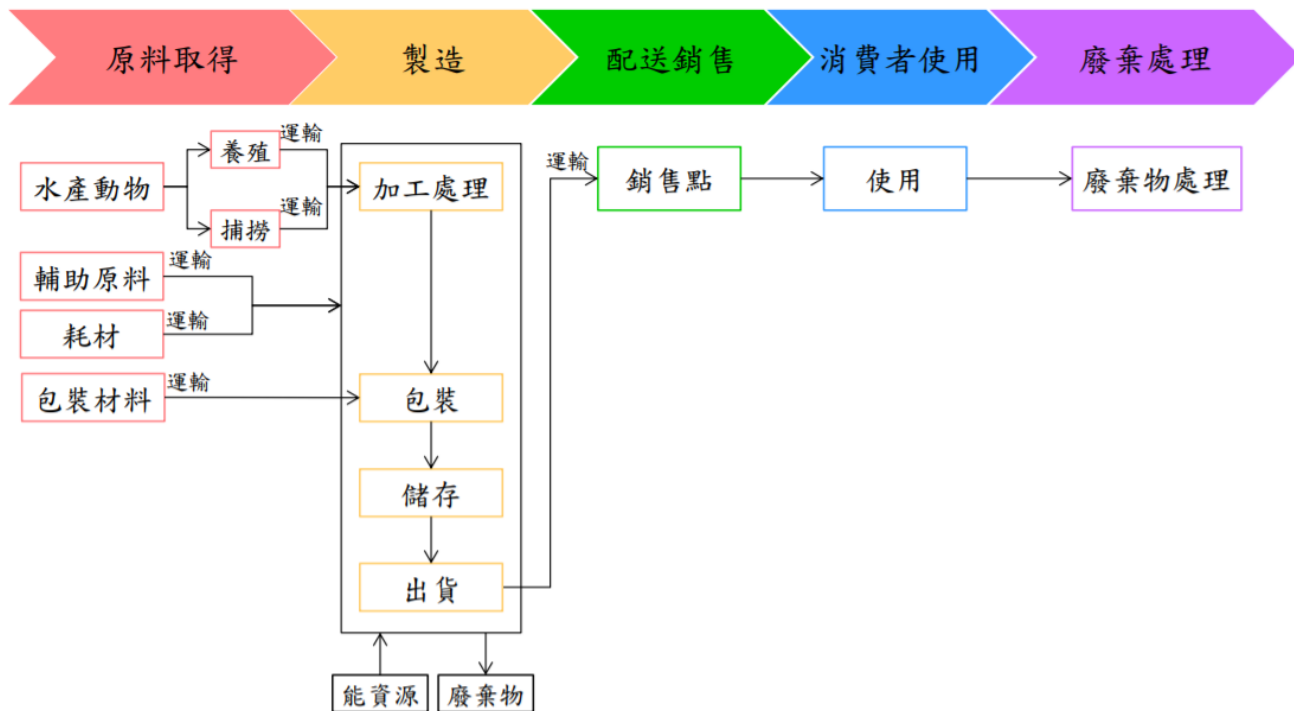 原料取得
製造
配送銷售
消費者使用
廢棄處理
水產動物
養殖
運輸
捕撈
運輸
輔助原料
運輸
耗材
運輸
包裝材料
運輸
加工處理
包裝
儲存
出貨
能資源
廢棄物
運輸
銷售點
使用
廢棄物處理